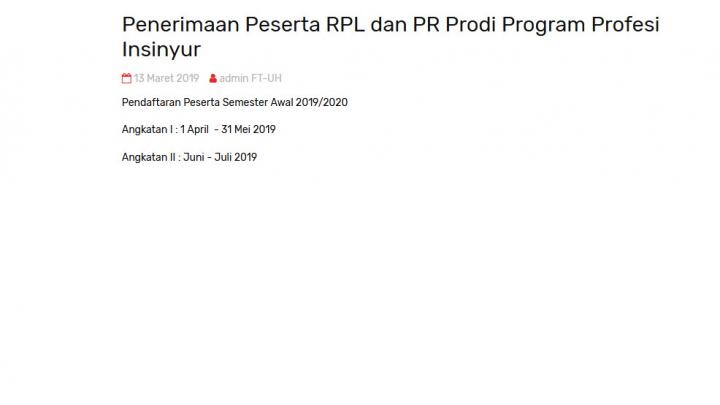 Penerimaan Peserta RPL dan PR Prodi Program Profesi
Insinyur
13 Maret 2019 admin FT-UH
Pendaftaran Peserta Semester Awal 2019/2020
Angkatan I : 1 April - 31 Mei 2019
Angkatan II : Juni - Juli 2019